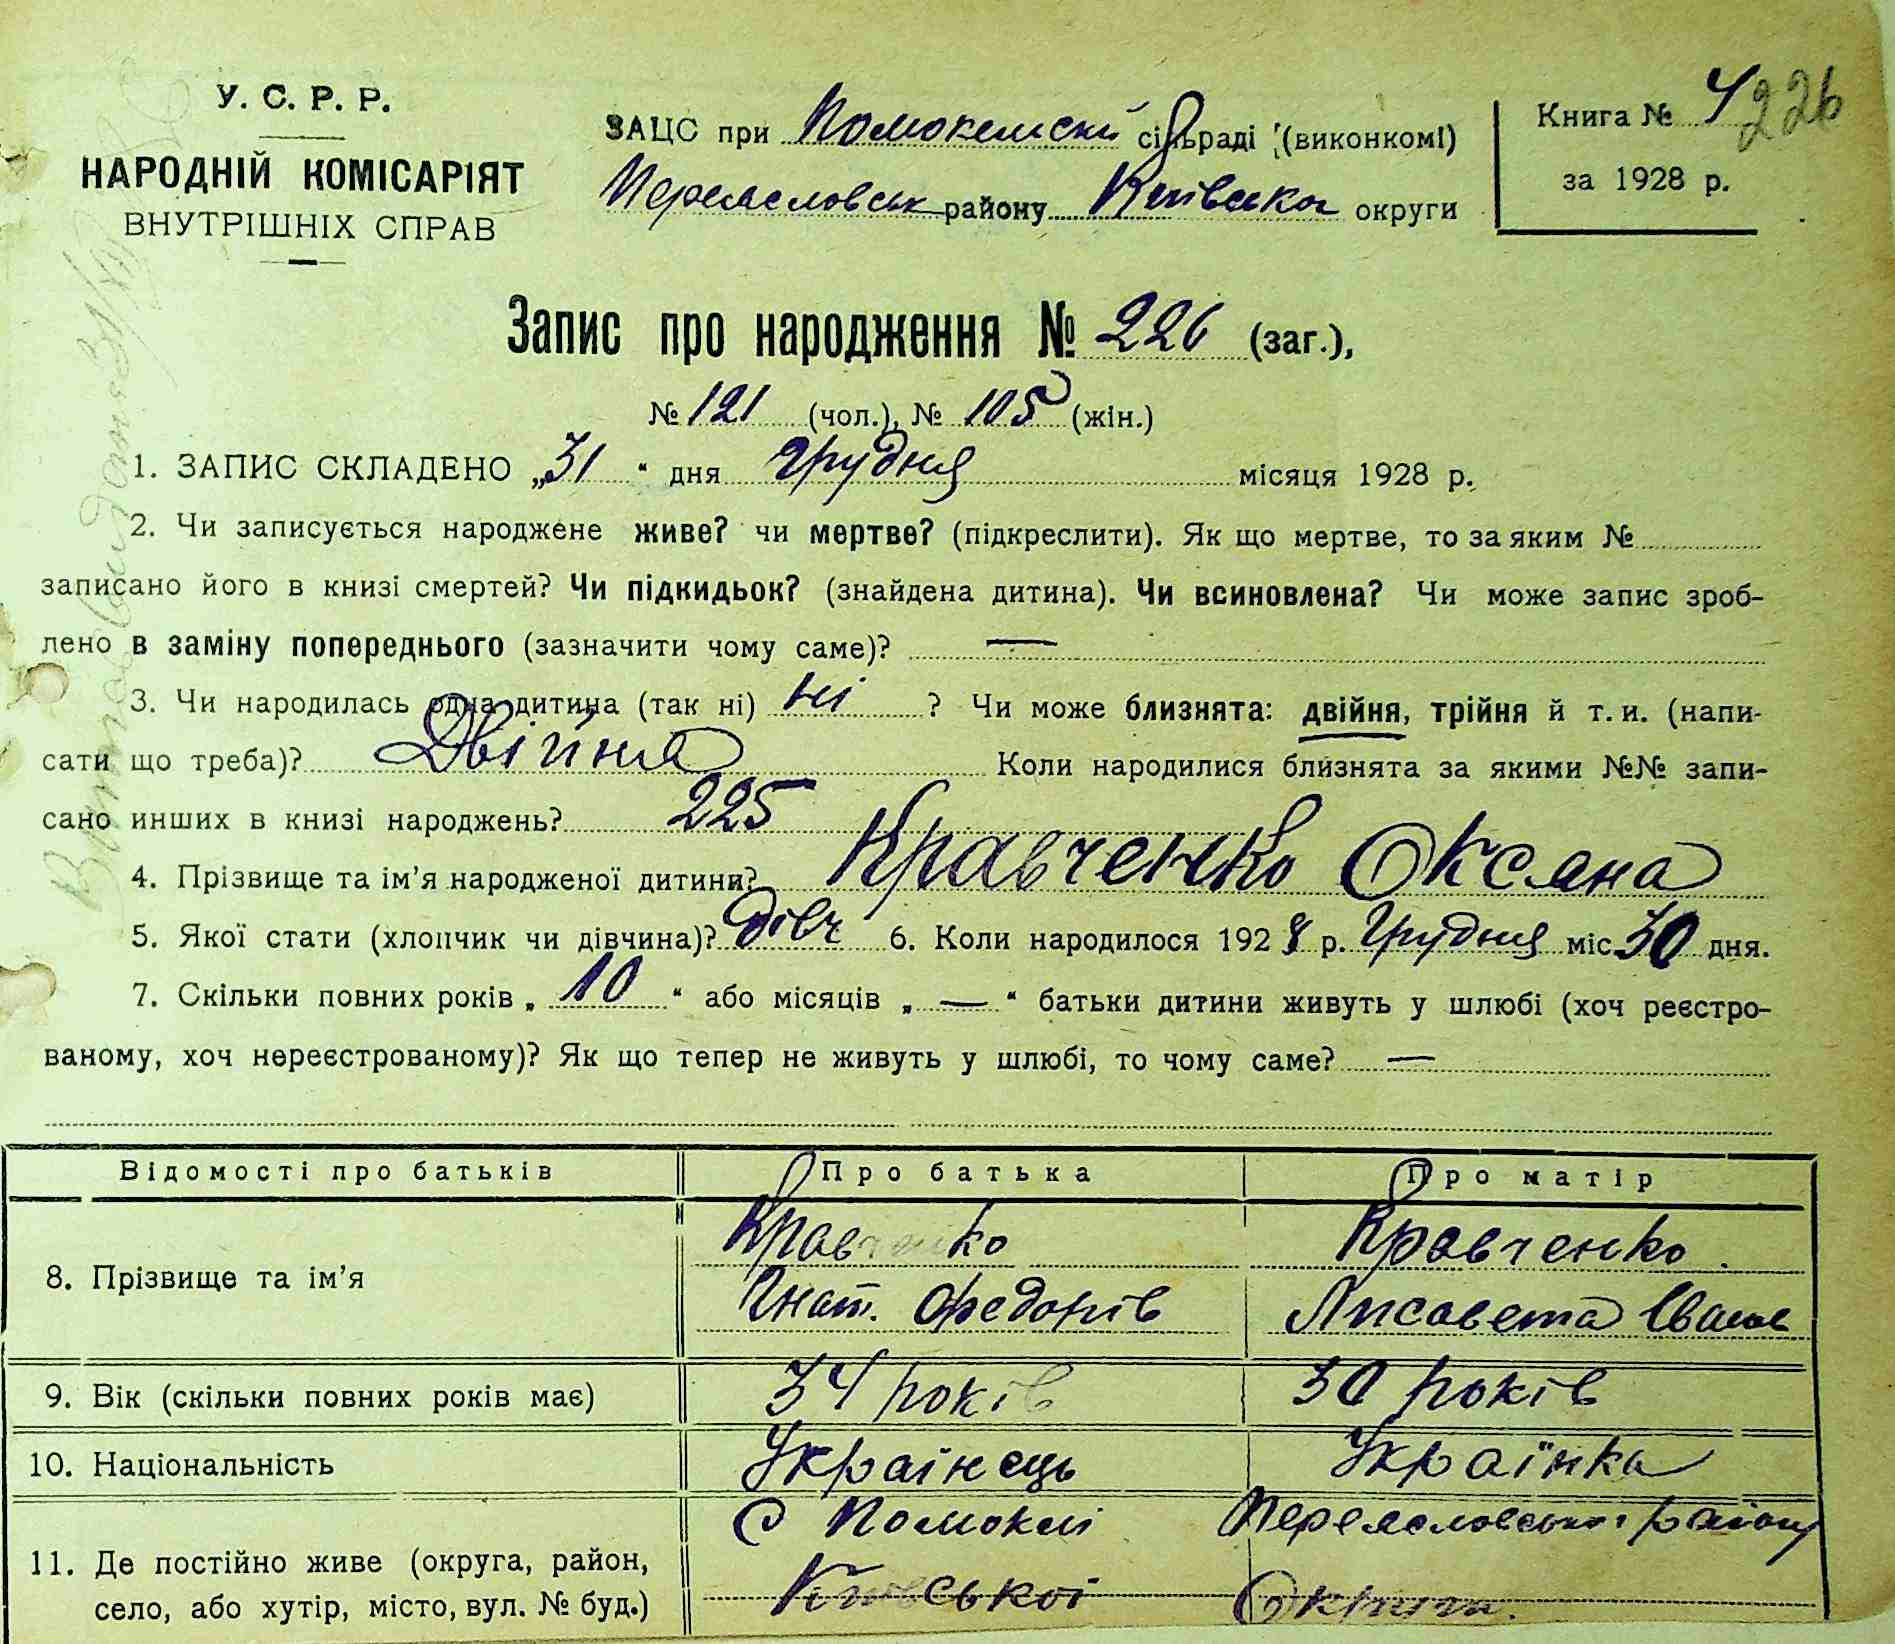 У. С. Р. Р.
НАРОДНІЙ КОМІСАРІЯТ
ВНУТРІШНІХ СПРАВ
ЗАЦС при Помокельскій сільраді (виконкомі)
Переясловськ району Київської округи
Книга № 4 226
за 1928 р.
Запис про народження № 226 (заг.),
№ 121 (чол.), № 105 (жін.)
1. ЗАПИС СКЛАДЕНО „31“ дня Грудня місяця 1928 р.
2. Чи записується народжене живе? чи мертве? (підкреслити). Як що мертве, то за яким №
записано його в книзі смертей? Чи підкидьок? (знайдена дитина). Чи всиновлена? Чи може запис зроб-
лено в заміну попереднього (зазначити чому саме)? —
3. Чи народилась одна дитина (так ні) ні ? Чи може близнята: двійня, трійня й т. и. (напи-
сати що треба)? Двійня Коли народилися близнята за якими №№ запи-
сано инших в книзі народжень? 225
4. Прізвище та ім’я народженої дитини? Кравченко Оксана
5. Якої стати (хлопчик чи дівчина)? дівч 6. Коли народилося 1928 р. Грудня міс. 30 дня.
7. Скільки повних років „10“ або місяців „—“ батьки дитини живуть у шлюбі (хоч реєстро-
ваному, хоч нереєстрованому)? Як що тепер не живуть у шлюбі, то чому саме? —
Відомості про батьків Про батька Про матір
8. Прізвище та ім’я
Кравченко Кравченко
Гнат. Федорів Лисавета Іванов
9. Вік (скільки повних років має) 34 років 30 років
10. Національність Українець Українка
С Помоклі Переясловської району
11. Де постійно живе (округа, район,
село, або хутір, місто, вул. № буд.) Київської Округи.